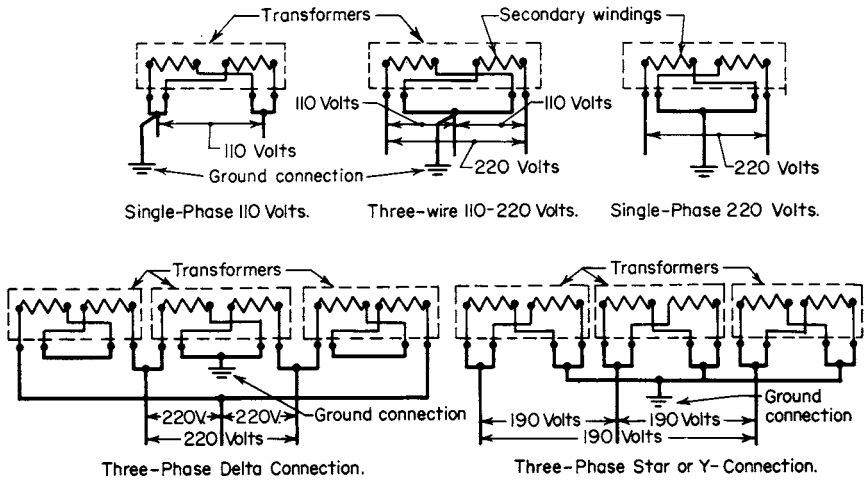 Transformers
Secondary windings
110 Volts
110 Volts
110 Volts
220 Volts
220 Volts
Ground connection
Single-Phase 110 Volts.
Three-wire 110-220 Volts.
Single-Phase 220 Volts.
Transformers
Transformers
220V.
220V.
Ground connection
220 Volts
190 Volts
190 Volts
Ground
connection
190 Volts
Three-Phase Delta Connection.
Three-Phase Star or Y-Connection.